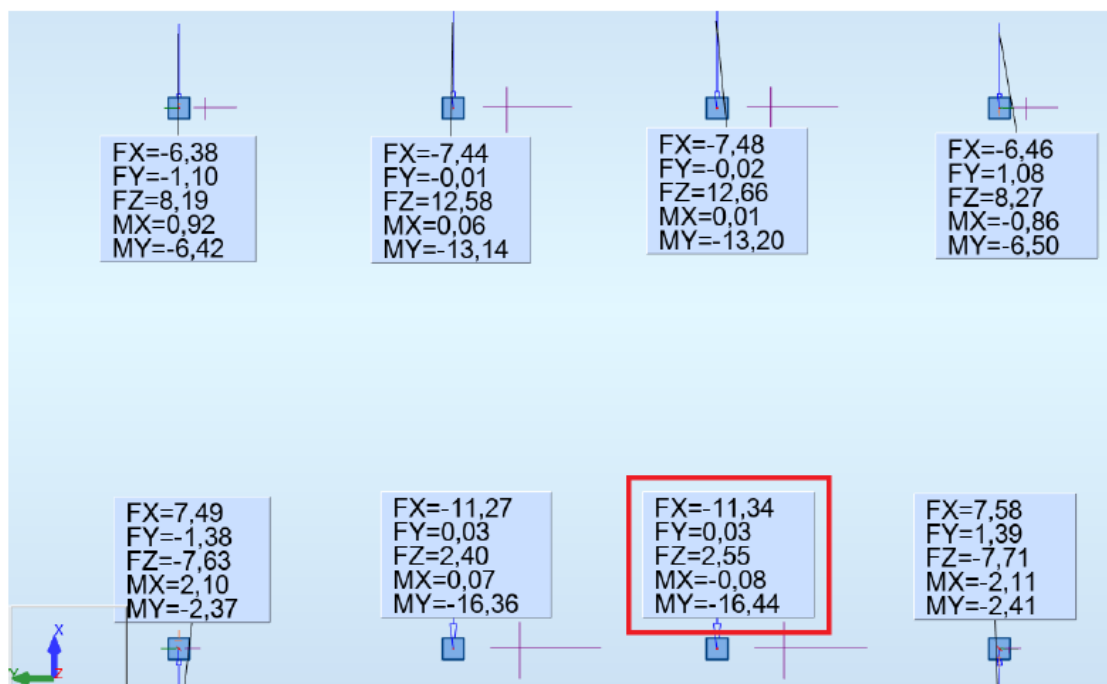 FX=-6,38
FY=-1,10
FZ=8,19
MX=0,92
MY=-6,42
FX=-7,44
FY=-0,01
FZ=12,58
MX=0,06
MY=-13,14
FX=-7,48
FY=-0,02
FZ=12,66
MX=0,01
MY=-13,20
FX=-6,46
FY=1,08
FZ=8,27
MX=-0,86
MY=-6,50
FX=7,49
FY=-1,38
FZ=-7,63
MX=2,10
MY=-2,37
FX=-11,27
FY=0,03
FZ=2,40
MX=0,07
MY=-16,36
FX=-11,34
FY=0,03
FZ=2,55
MX=-0,08
MY=-16,44
FX=7,58
FY=1,39
FZ=-7,71
MX=-2,11
MY=-2,41
X
Y
Z